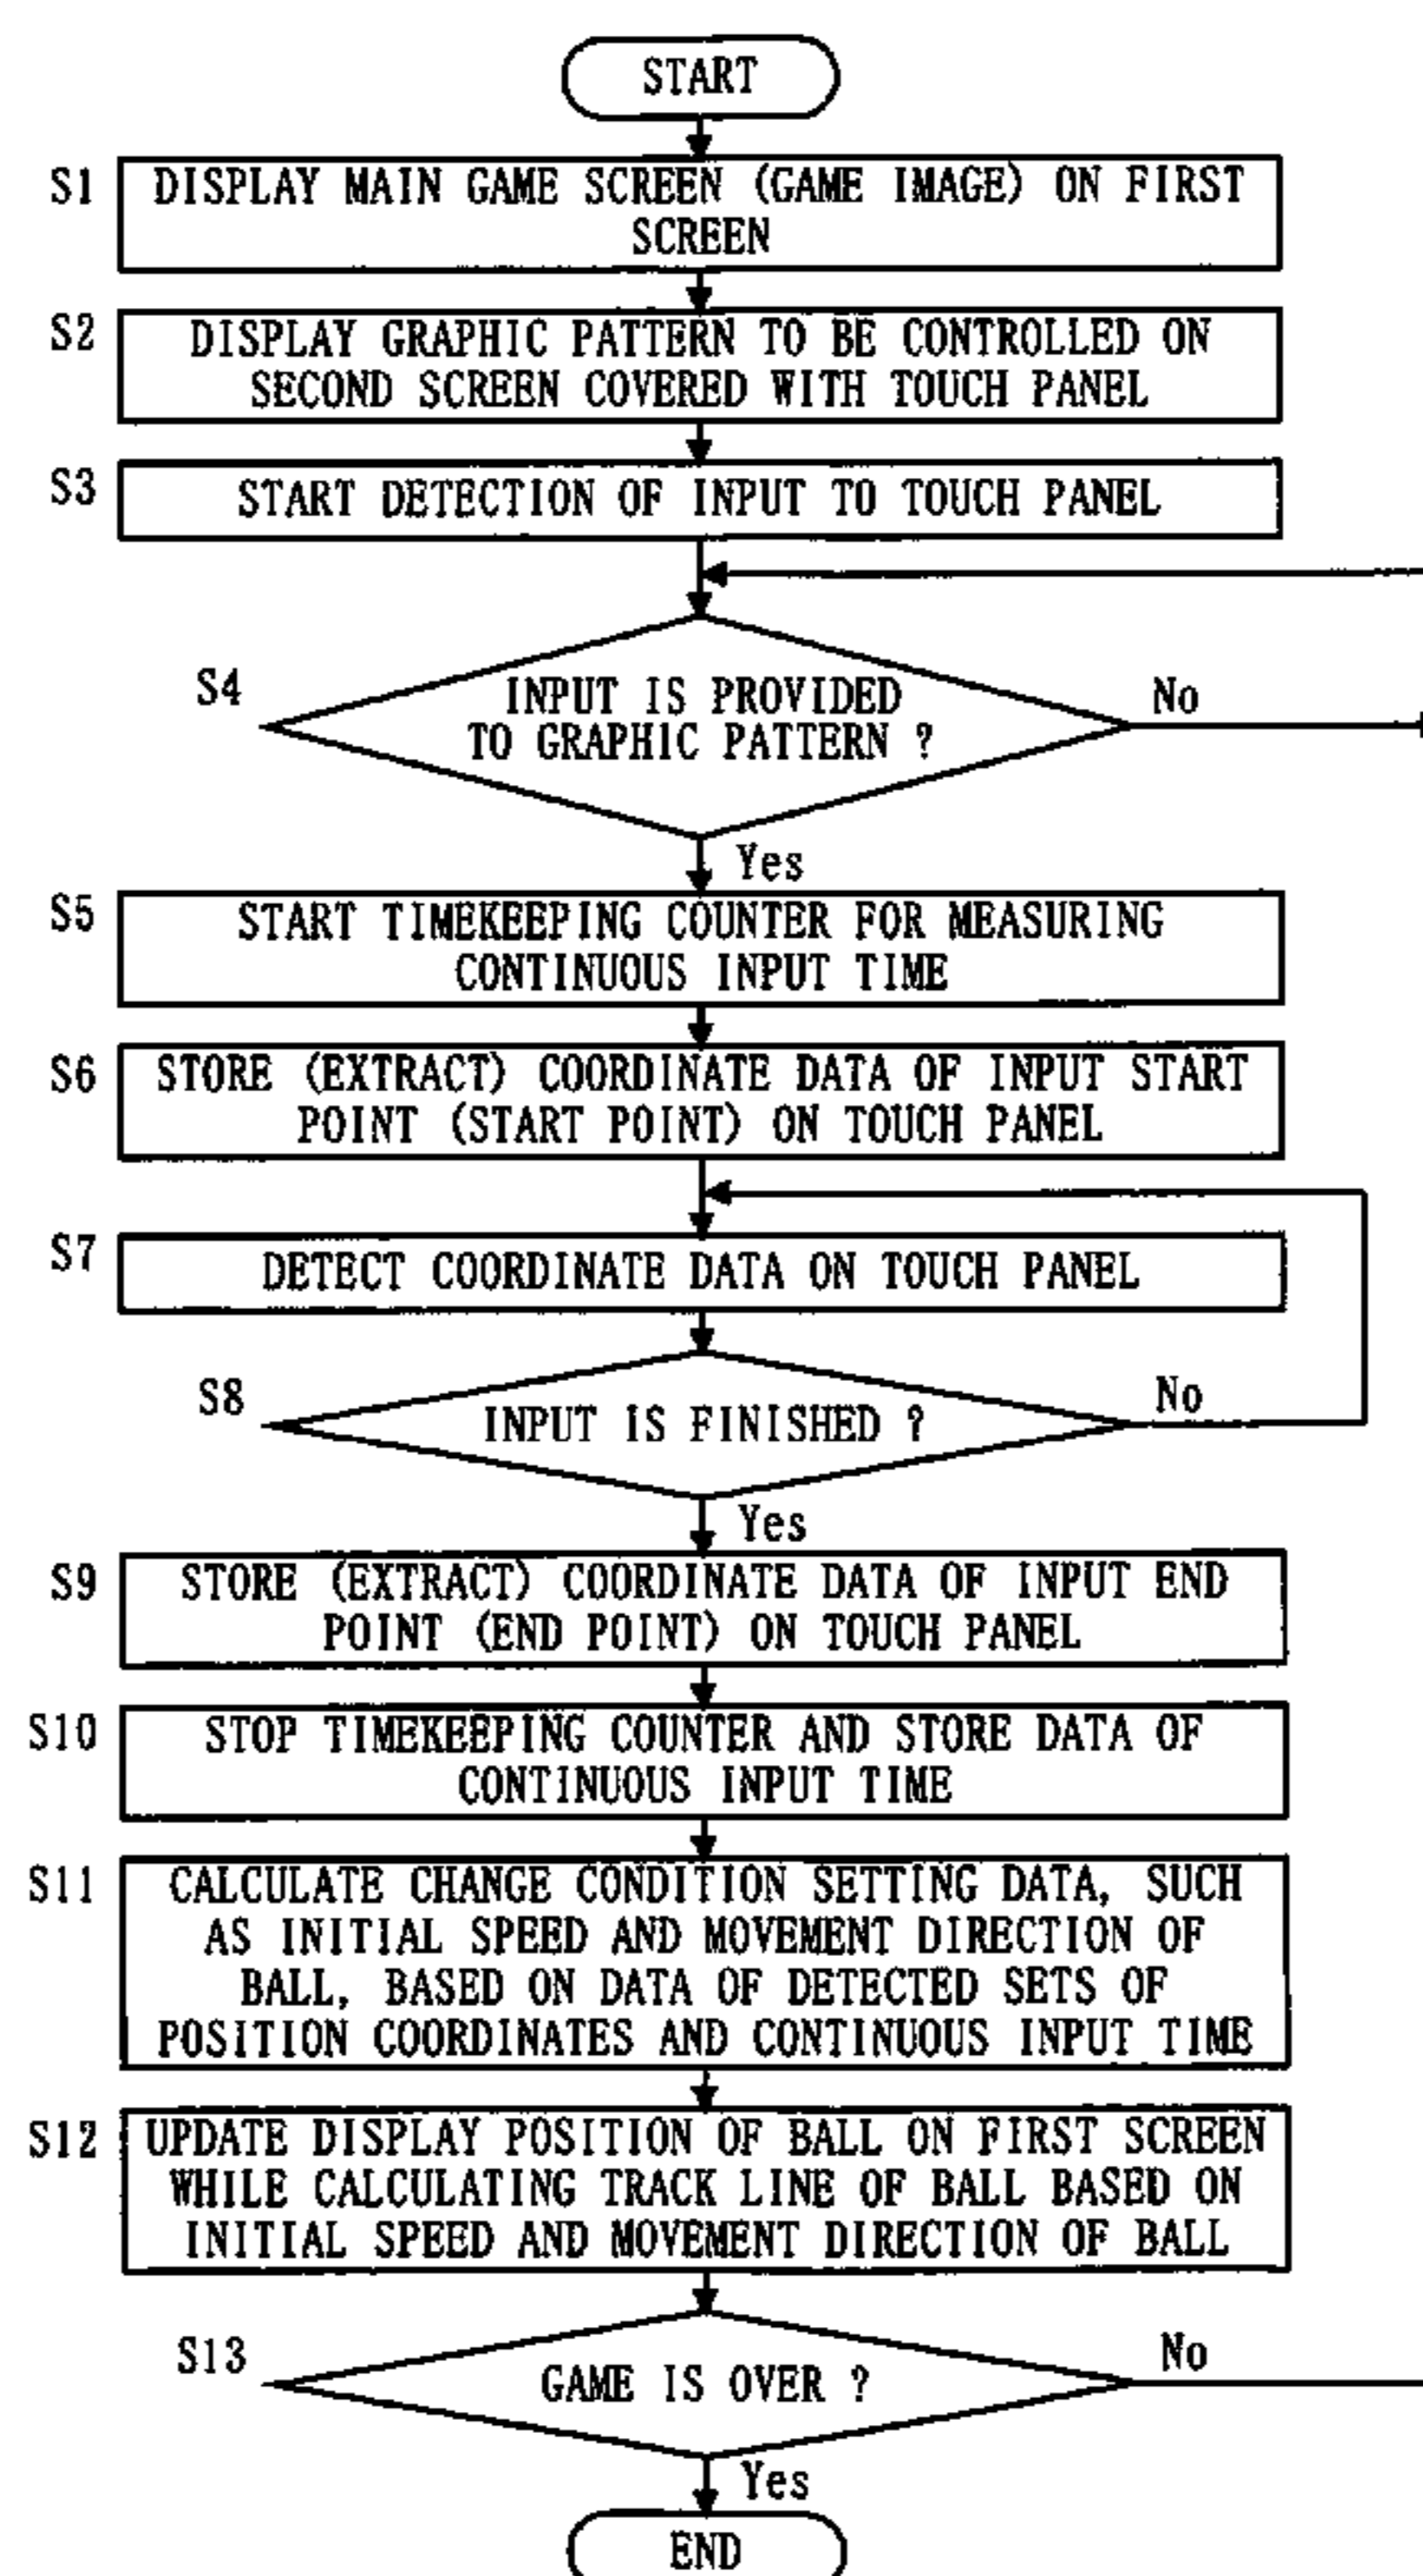 START
S1
DISPLAY MAIN GAME SCREEN (GAME IMAGE) ON FIRST
SCREEN
S2
DISPLAY GRAPHIC PATTERN TO BE CONTROLLED ON
SECOND SCREEN COVERED WITH TOUCH PANEL
S3
START DETECTION OF INPUT TO TOUCH PANEL
S4
INPUT IS PROVIDED
TO GRAPHIC PATTERN ?
No
Yes
S5
START TIMEKEEPING COUNTER FOR MEASURING
CONTINUOUS INPUT TIME
S6
STORE (EXTRACT) COORDINATE DATA OF INPUT START
POINT (START POINT) ON TOUCH PANEL
S7
DETECT COORDINATE DATA ON TOUCH PANEL
S8
INPUT IS FINISHED ?
No
Yes
S9
STORE (EXTRACT) COORDINATE DATA OF INPUT END
POINT (END POINT) ON TOUCH PANEL
S10
STOP TIMEKEEPING COUNTER AND STORE DATA OF
CONTINUOUS INPUT TIME
S11
CALCULATE CHANGE CONDITION SETTING DATA, SUCH
AS INITIAL SPEED AND MOVEMENT DIRECTION OF
BALL, BASED ON DATA OF DETECTED SETS OF
POSITION COORDINATES AND CONTINUOUS INPUT TIME
S12
UPDATE DISPLAY POSITION OF BALL ON FIRST SCREEN
WHILE CALCULATING TRACK LINE OF BALL BASED ON
INITIAL SPEED AND MOVEMENT DIRECTION OF BALL
S13
GAME IS OVER ?
No
Yes
END